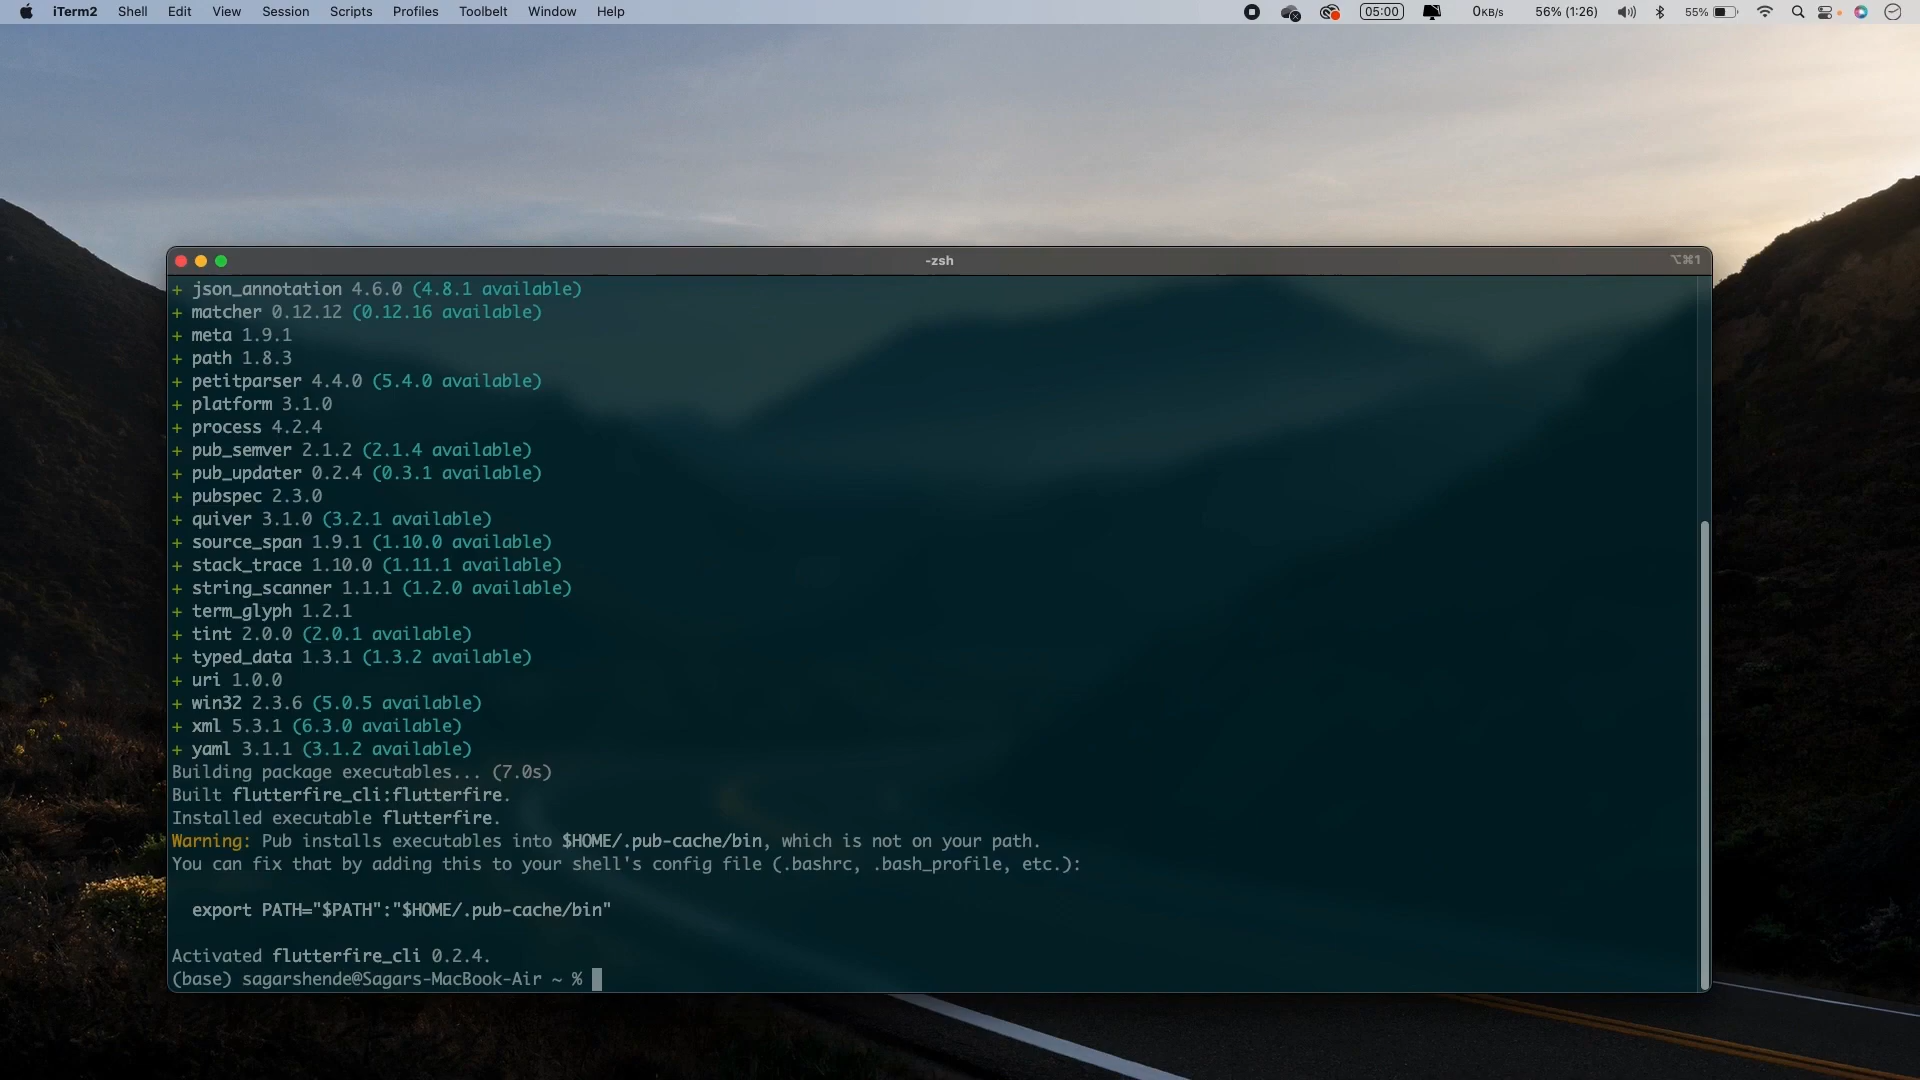 iTerm2 Shell Edit View Session Scripts Profiles Toolbelt Window Help 05:00 0KB/s 56% (1:26) 55%
-zsh ⌥⌘1
+ json_annotation 4.6.0 (4.8.1 available)
+ matcher 0.12.12 (0.12.16 available)
+ meta 1.9.1
+ path 1.8.3
+ petitparser 4.4.0 (5.4.0 available)
+ platform 3.1.0
+ process 4.2.4
+ pub_semver 2.1.2 (2.1.4 available)
+ pub_updater 0.2.4 (0.3.1 available)
+ pubspec 2.3.0
+ quiver 3.1.0 (3.2.1 available)
+ source_span 1.9.1 (1.10.0 available)
+ stack_trace 1.10.0 (1.11.1 available)
+ string_scanner 1.1.1 (1.2.0 available)
+ term_glyph 1.2.1
+ tint 2.0.0 (2.0.1 available)
+ typed_data 1.3.1 (1.3.2 available)
+ uri 1.0.0
+ win32 2.3.6 (5.0.5 available)
+ xml 5.3.1 (6.3.0 available)
+ yaml 3.1.1 (3.1.2 available)
Building package executables... (7.0s)
Built flutterfire_cli:flutterfire.
Installed executable flutterfire.
Warning: Pub installs executables into $HOME/.pub-cache/bin, which is not on your path.
You can fix that by adding this to your shell's config file (.bashrc, .bash_profile, etc.):
export PATH="$PATH":"$HOME/.pub-cache/bin"
Activated flutterfire_cli 0.2.4.
(base) sagarshende@Sagars-MacBook-Air ~ %